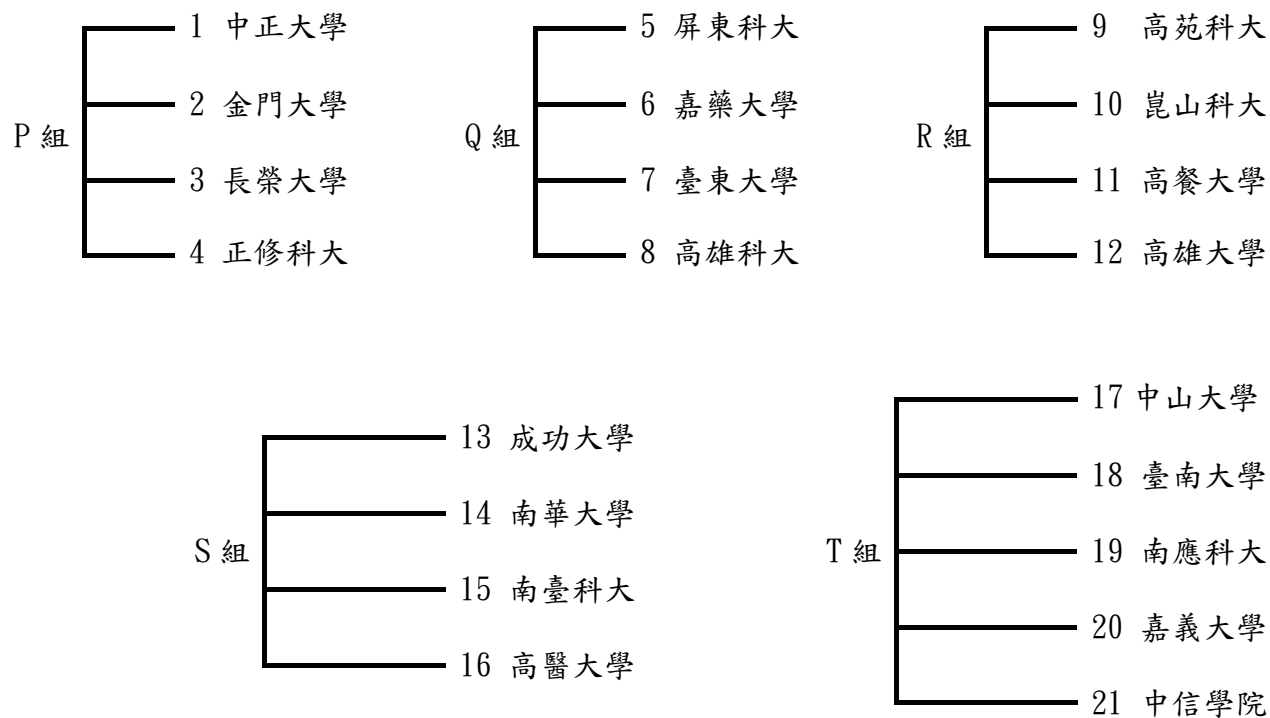 P 組
1 中正大學
2 金門大學
3 長榮大學
4 正修科大
Q 組
5 屏東科大
6 嘉藥大學
7 臺東大學
8 高雄科大
R 組
9 高苑科大
10 崑山科大
11 高餐大學
12 高雄大學
S 組
13 成功大學
14 南華大學
15 南臺科大
16 高醫大學
T 組
17 中山大學
18 臺南大學
19 南應科大
20 嘉義大學
21 中信學院